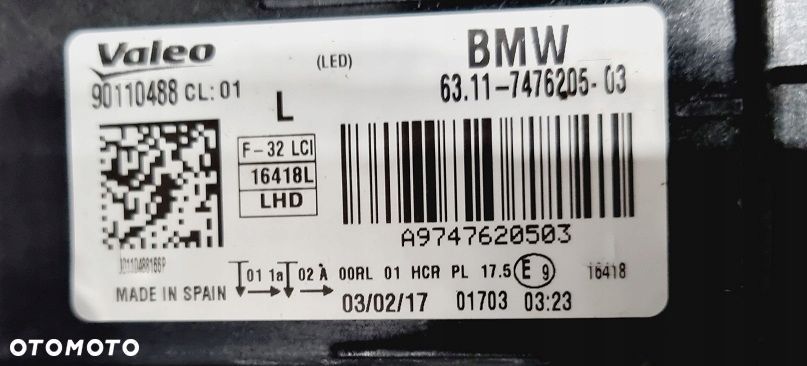 Valeo
(LED)
BMW
90110488 CL: 01
L
63.11-7476205-03
F-32 LCI
16418L
LHD
A9747620503
01 1a 02 A 00RL 01 HCR PL 17.5 E 9
16418
MADE IN SPAIN
03/02/17 01703 03:23
OTOMOTO